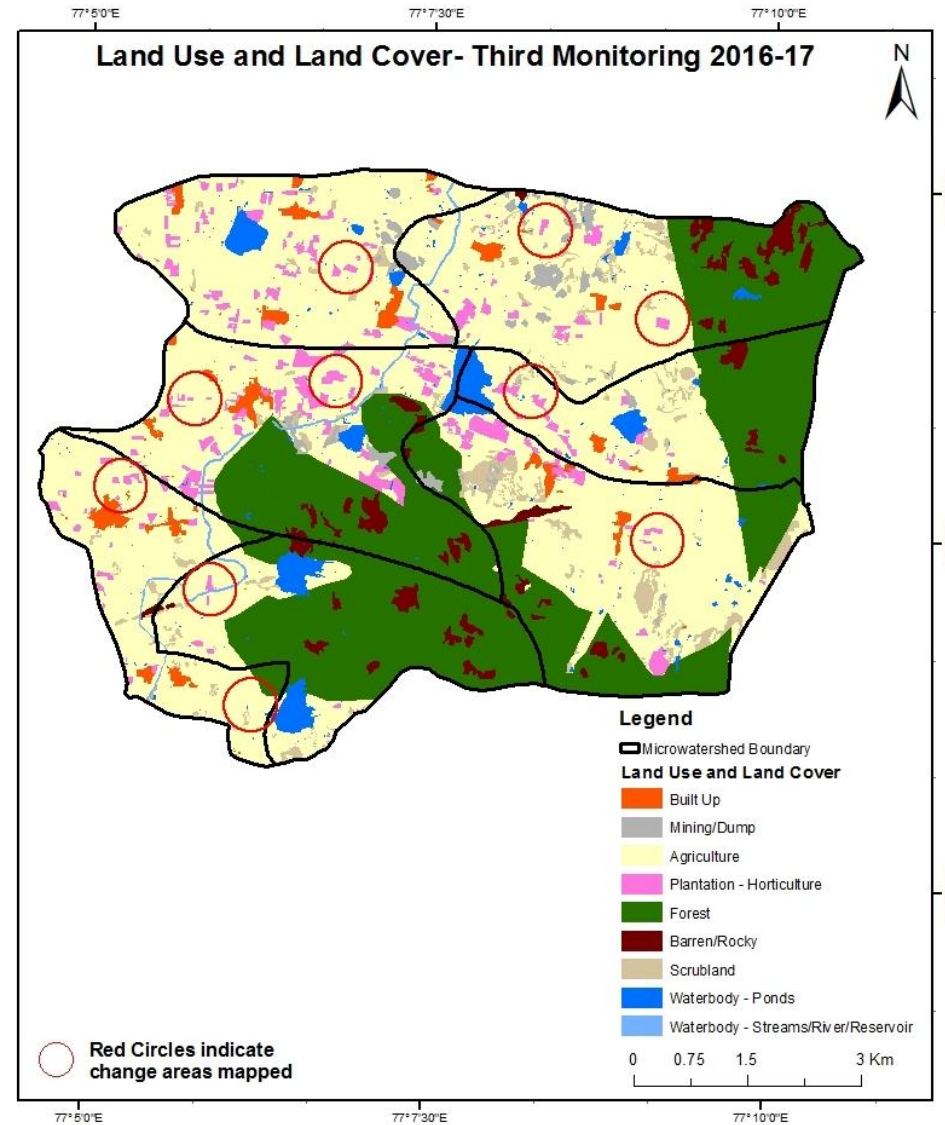 77°5'0"E 77°7'30"E 77°10'0"E
Land Use and Land Cover- Third Monitoring 2016-17
N
Legend
Microwatershed Boundary
Land Use and Land Cover
Built Up
Mining/Dump
Agriculture
Plantation - Horticulture
Forest
Barren/Rocky
Scrubland
Waterbody - Ponds
Waterbody - Streams/River/Reservoir
Red Circles indicate
change areas mapped
0 0.75 1.5 3 Km
77°5'0"E 77°7'30"E 77°10'0"E